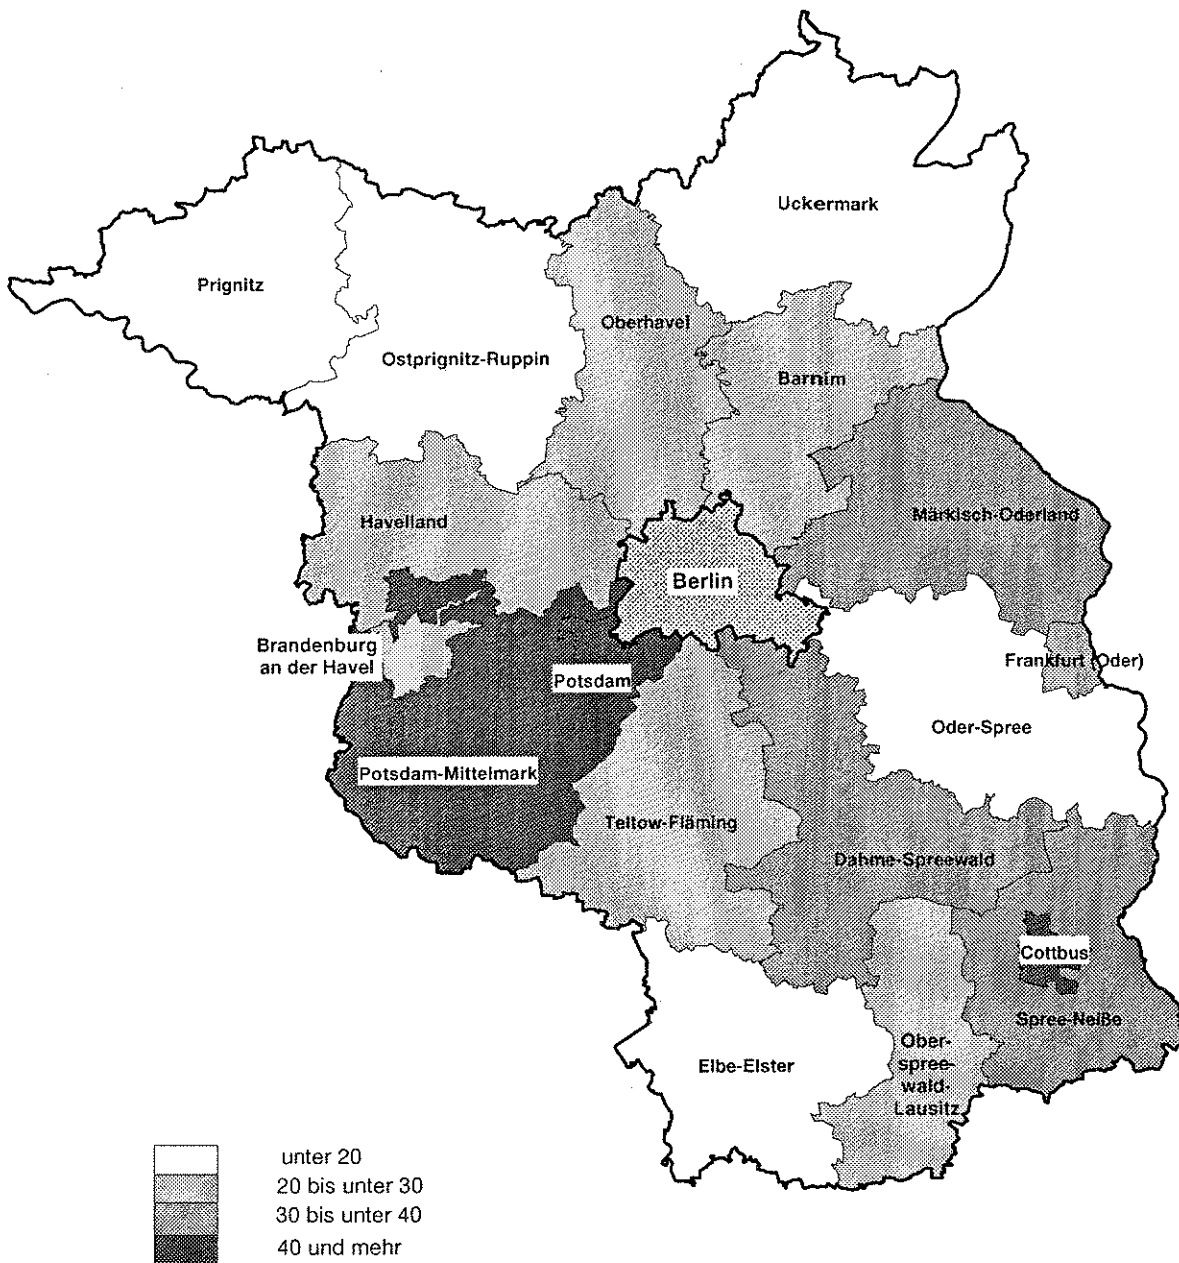 Uckermark
Prignitz
Oberhavel
Ostprignitz-Ruppin
Barnim
Havelland
Märkisch-Oderland
Berlin
Brandenburg
an der Havel
Frankfurt (Oder)
Potsdam
Oder-Spree
Potsdam-Mittelmark
Teltow-Fläming
Dahme-Spreewald
Cottbus
Spree-Neiße
Ober-
spree-
wald-
Lausitz
Elbe-Elster
unter 20
20 bis unter 30
30 bis unter 40
40 und mehr